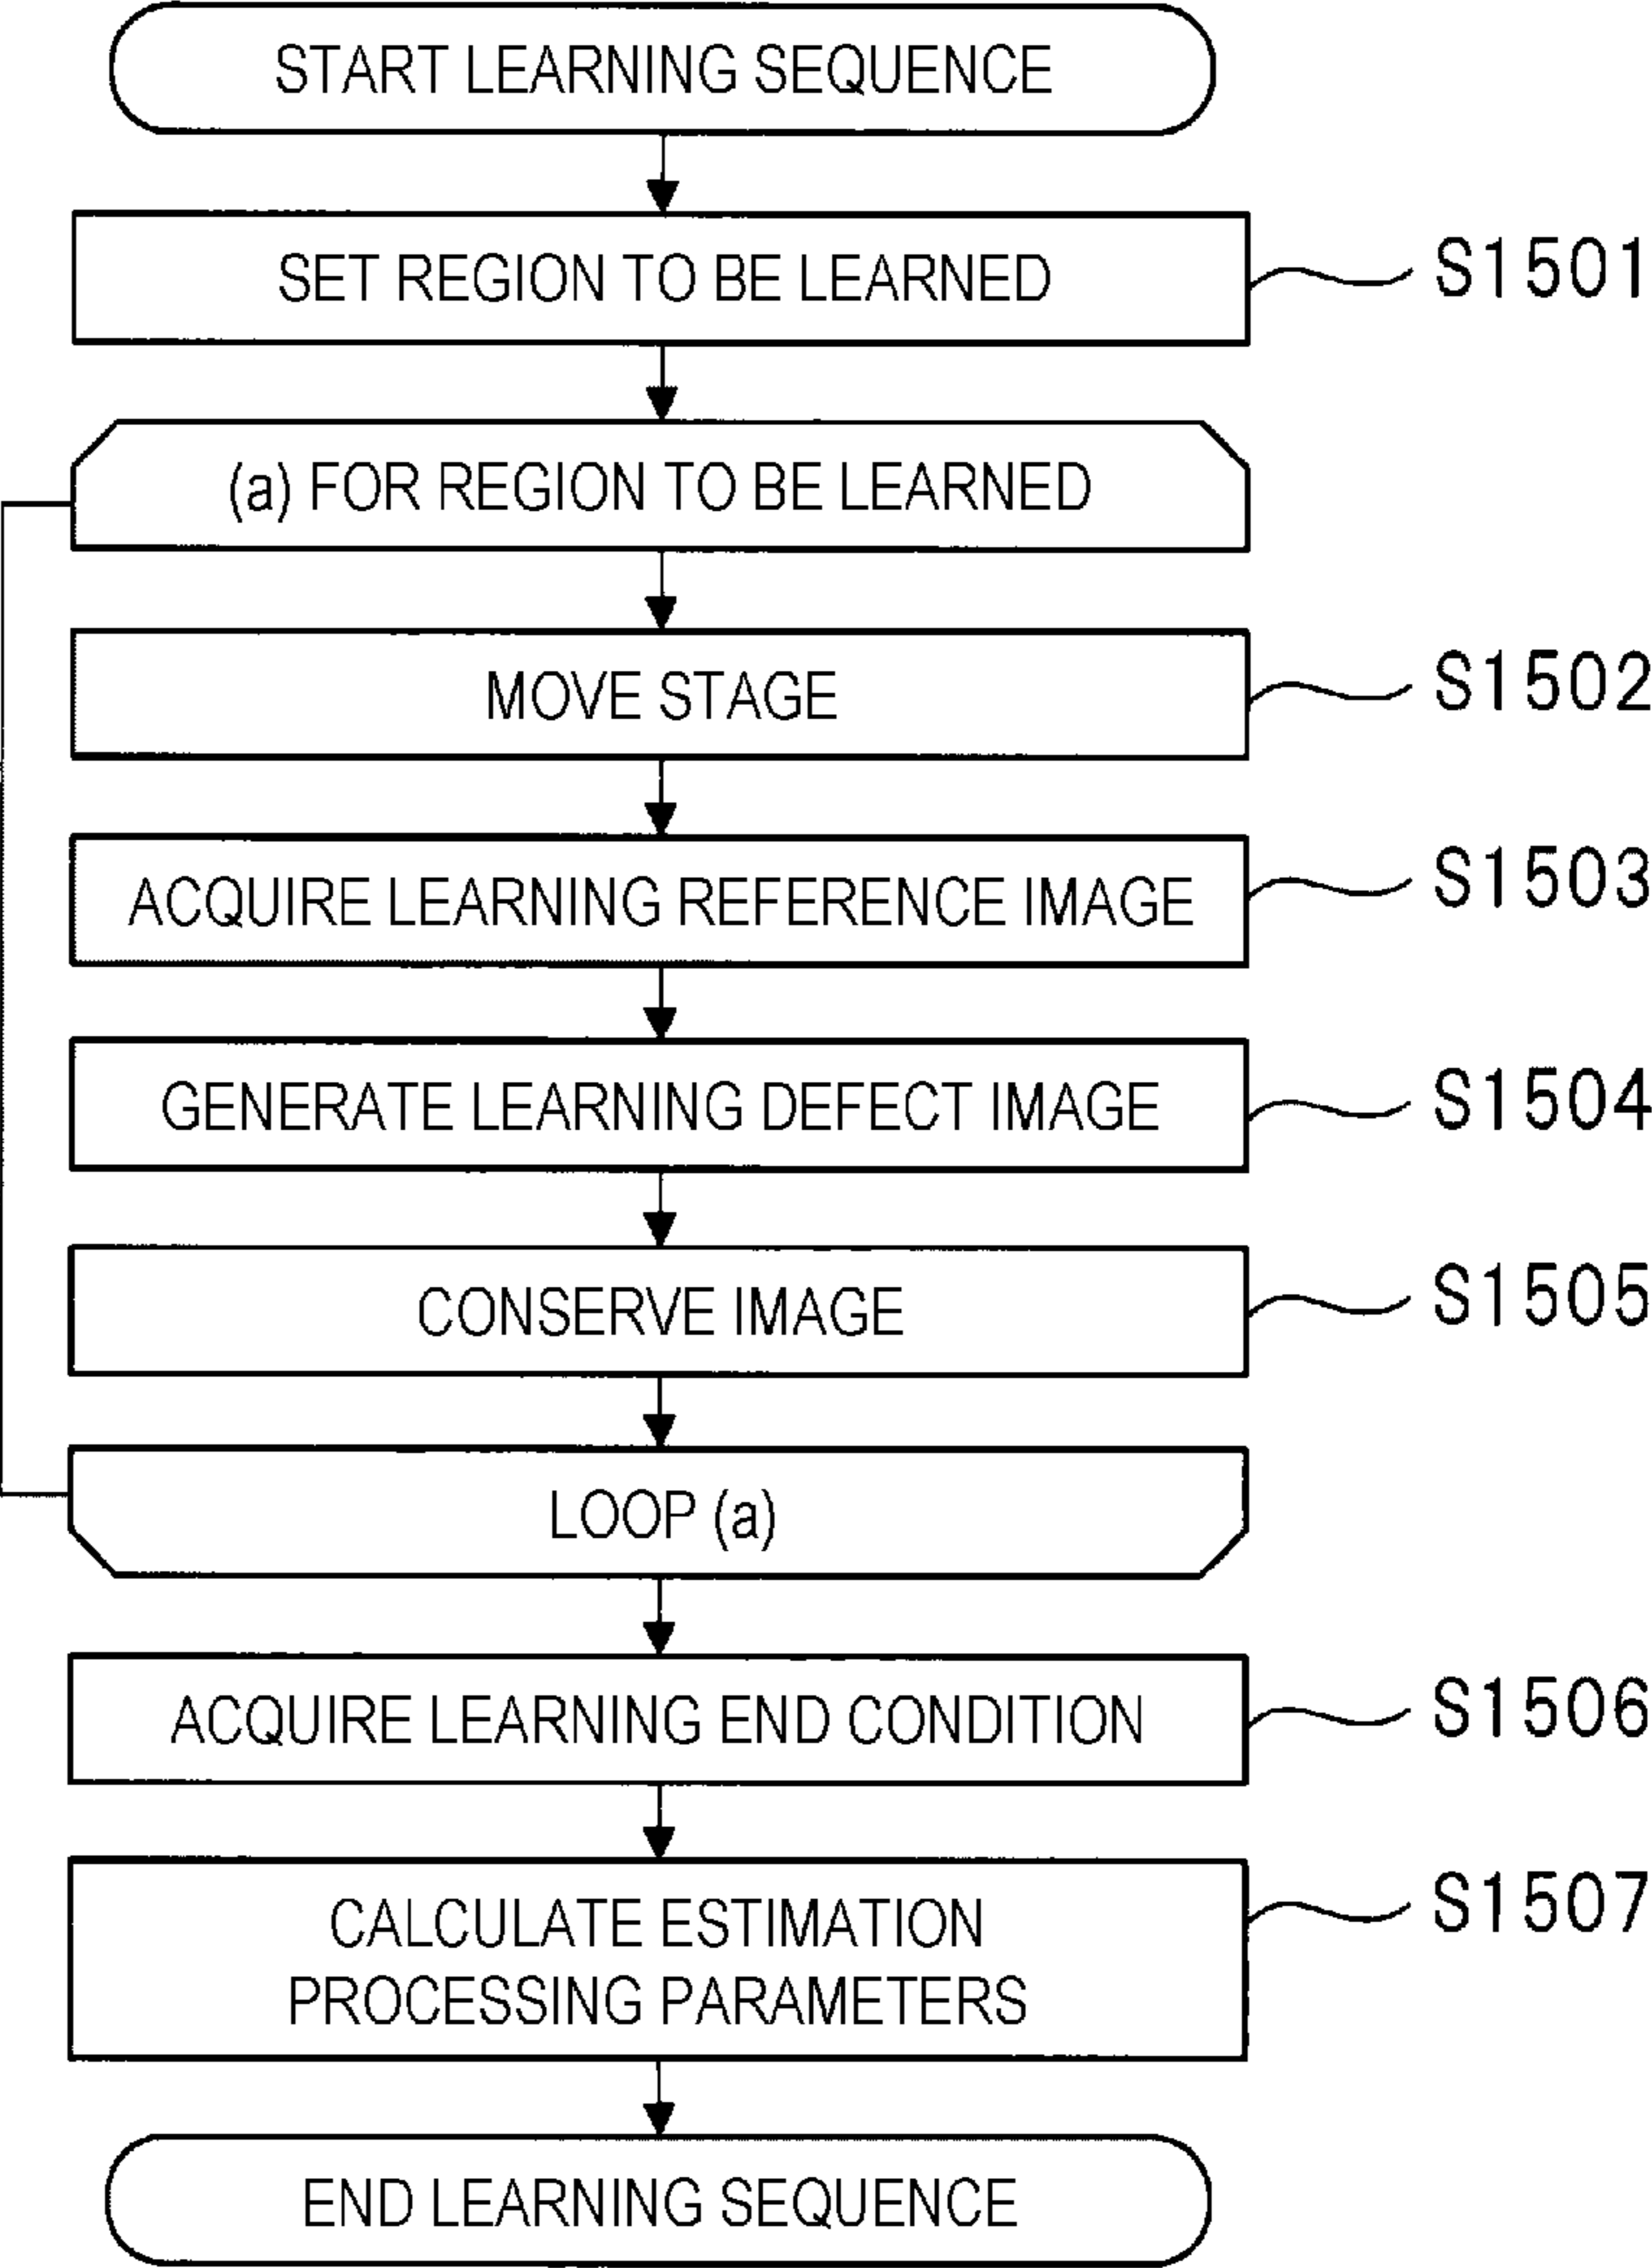 START LEARNING SEQUENCE
SET REGION TO BE LEARNED
S1501
(a) FOR REGION TO BE LEARNED
MOVE STAGE
S1502
ACQUIRE LEARNING REFERENCE IMAGE
S1503
GENERATE LEARNING DEFECT IMAGE
S1504
CONSERVE IMAGE
S1505
LOOP (a)
ACQUIRE LEARNING END CONDITION
S1506
CALCULATE ESTIMATION
PROCESSING PARAMETERS
S1507
END LEARNING SEQUENCE